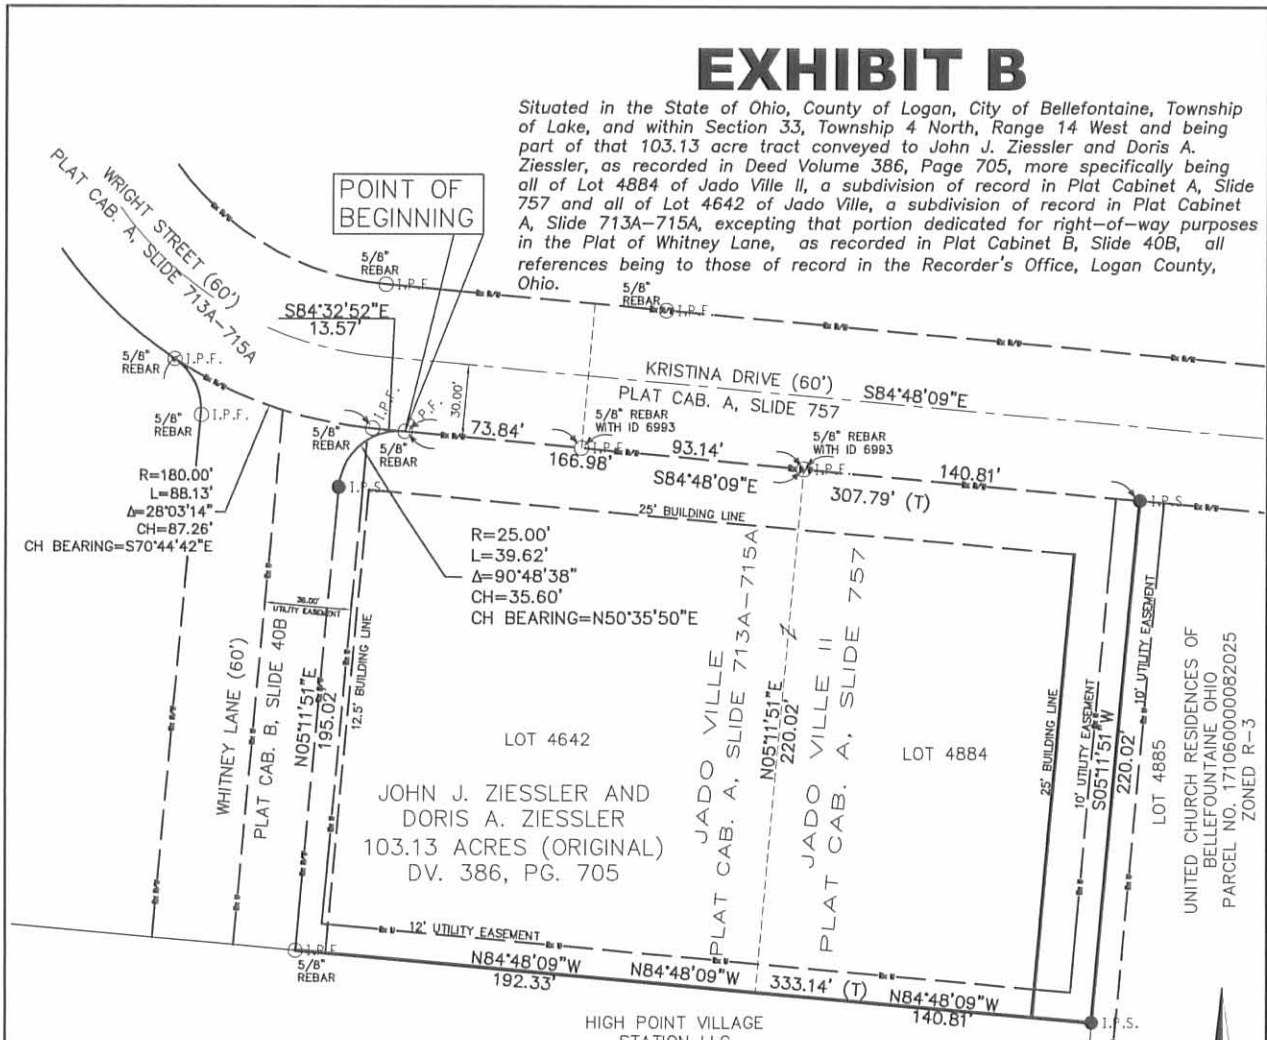 EXHIBIT B
Situated in the State of Ohio, County of Logan, City of Bellefontaine, Township
of Lake, and within Section 33, Township 4 North, Range 14 West and being
part of that 103.13 acre tract conveyed to John J. Ziessler and Doris A.
Ziessler, as recorded in Deed Volume 386, Page 705, more specifically being
all of Lot 4884 of Jado Ville II, a subdivision of record in Plat Cabinet A, Slide
757 and all of Lot 4642 of Jado Ville, a subdivision of record in Plat Cabinet
A, Slide 713A-715A, excepting that portion dedicated for right-of-way purposes
in the Plat of Whitney Lane, as recorded in Plat Cabinet B, Slide 40B, all
references being to those of record in the Recorder's Office, Logan County,
Ohio.
WRIGHT STREET (60')
PLAT CAB. A, SLIDE 713A-715A
POINT OF
BEGINNING
5/8"
REBAR
I.P.F.
5/8"
REBAR
I.P.F.
S84°32'52"E
13.57'
5/8"
REBAR
I.P.F.
5/8"
REBAR
I.P.F.
30.00'
KRISTINA DRIVE (60')
S84°48'09"E
PLAT CAB. A, SLIDE 757
5/8"
REBAR
I.P.F.
5/8"
REBAR
I.P.F.
73.84'
5/8" REBAR
WITH ID 6993
I.P.F.
93.14'
166.98'
S84°48'09"E
5/8" REBAR
WITH ID 6993
I.P.F.
140.81'
307.79' (T)
I.P.S.
I.P.S.
R=180.00'
L=88.13'
Δ=28°03'14"
CH=87.26'
CH BEARING=S70°44'42"E
25' BUILDING LINE
R=25.00'
L=39.62'
Δ=90°48'38"
CH=35.60'
CH BEARING=N50°35'50"E
36.00'
UTILITY EASEMENT
WHITNEY LANE (60')
PLAT CAB. B, SLIDE 40B
N05°11'51"E
195.02'
12.5' BUILDING LINE
LOT 4642
JOHN J. ZIESSLER AND
DORIS A. ZIESSLER
103.13 ACRES (ORIGINAL)
DV. 386, PG. 705
JADO VILLE
PLAT CAB. A, SLIDE 713A-715A
N05°11'51"E
220.02'
Z
JADO VILLE II
PLAT CAB. A, SLIDE 757
LOT 4884
25' BUILDING LINE
10' UTILITY EASEMENT
S05°11'51"W
220.02'
10' UTILITY EASEMENT
LOT 4885
UNITED CHURCH RESIDENCES OF
BELLEFOUNTAINE OHIO
PARCEL NO. 171060000082025
ZONED R-3
12' UTILITY EASEMENT
I.P.F.
5/8"
REBAR
N84°48'09"W
192.33'
N84°48'09"W
333.14' (T)
N84°48'09"W
140.81'
I.P.S.
HIGH POINT VILLAGE
STATION LLC